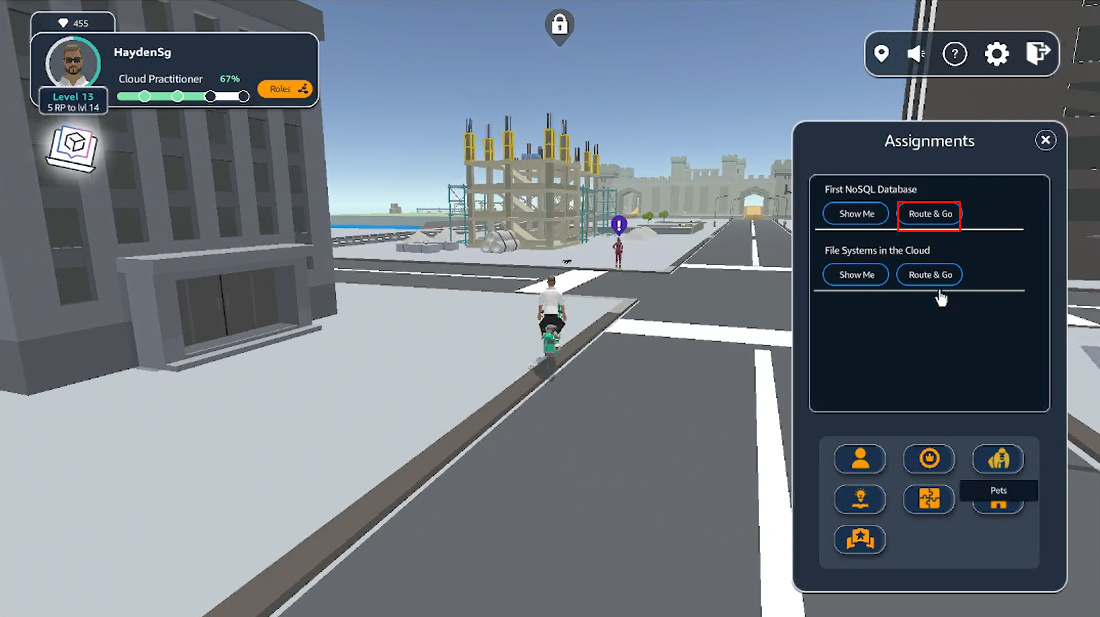 455
HaydenSg
Cloud Practitioner 67%
Roles
Level 13
5 RP to lvl 14
?
!
Assignments
First NoSQL Database
Show Me Route & Go
File Systems in the Cloud
Show Me Route & Go
Pets